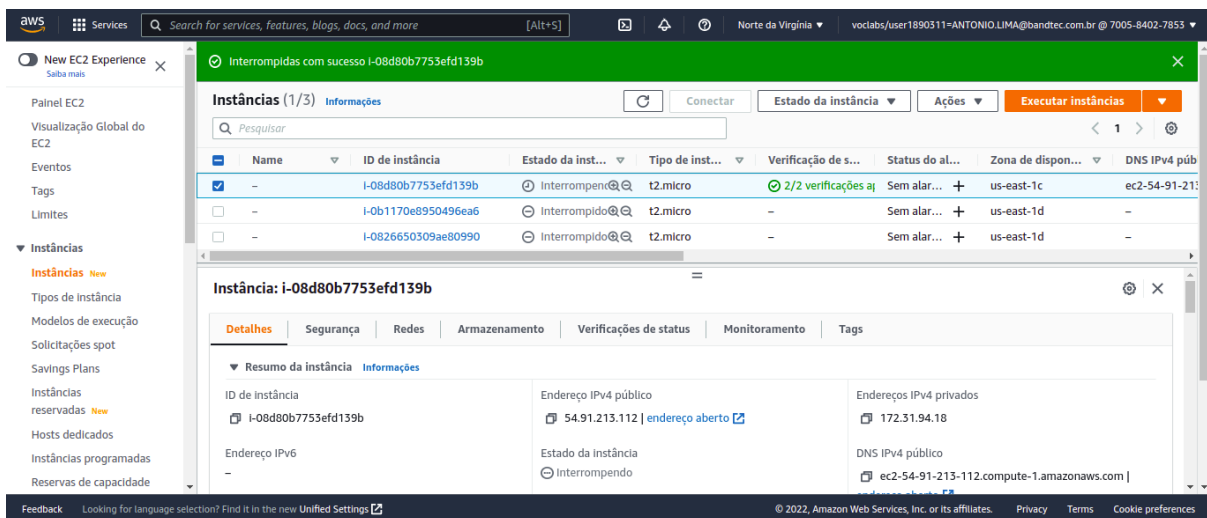 aws Services Search for services, features, blogs, docs, and more [Alt+S] Norte da Virgínia ▼ voclabs/user1890311=ANTONIO.LIMA@bandtec.com.br @ 7005-8402-7853 ▼
New EC2 Experience
Saiba mais
Painel EC2
Visualização Global do
EC2
Eventos
Tags
Limites
▼ Instâncias
Instâncias New
Tipos de instância
Modelos de execução
Solicitações spot
Savings Plans
Instâncias
reservadas New
Hosts dedicados
Instâncias programadas
Reservas de capacidade
Interrompidas com sucesso i-08d80b7753efd139b
Instâncias (1/3) Informações Conectar Estado da instância ▼ Ações ▼ Executar instâncias ▼
Pesquisar < 1 >
Name ID de instância Estado da inst... Tipo de inst... Verificação de s... Status do al... Zona de dispon... DNS IPv4 púb
– i-08d80b7753efd139b Interrompend t2.micro 2/2 verificações a Sem alar... + us-east-1c ec2-54-91-213
– i-0b1170e8950496ea6 Interrompido t2.micro – Sem alar... + us-east-1d –
– i-0826650309ae80990 Interrompido t2.micro – Sem alar... + us-east-1d –
Instância: i-08d80b7753efd139b
Detalhes Segurança Redes Armazenamento Verificações de status Monitoramento Tags
▼ Resumo da instância Informações
ID de instância Endereço IPv4 público Endereços IPv4 privados
i-08d80b7753efd139b 54.91.213.112 | endereço aberto 172.31.94.18
Endereço IPv6 Estado da instância DNS IPv4 público
– Interrompendo ec2-54-91-213-112.compute-1.amazonaws.com |
endereço aberto
Feedback Looking for language selection? Find it in the new Unified Settings © 2022, Amazon Web Services, Inc. or its affiliates. Privacy Terms Cookie preferences